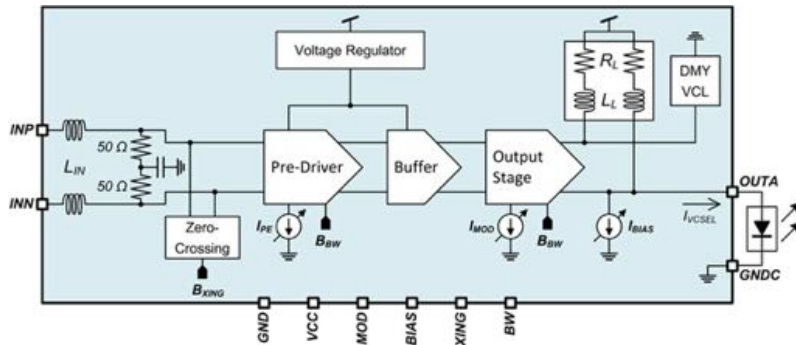 Voltage Regulator
R_L
L_L
DMY
VCL
INP
50 Ω
L_IN
50 Ω
INN
Pre-Driver
Buffer
Output
Stage
OUTA
I_VCSEL
GNDC
Zero-
Crossing
B_XING
I_PE
B_BW
I_MOD
B_BW
I_BIAS
GND
VCC
MOD
BIAS
XING
BW